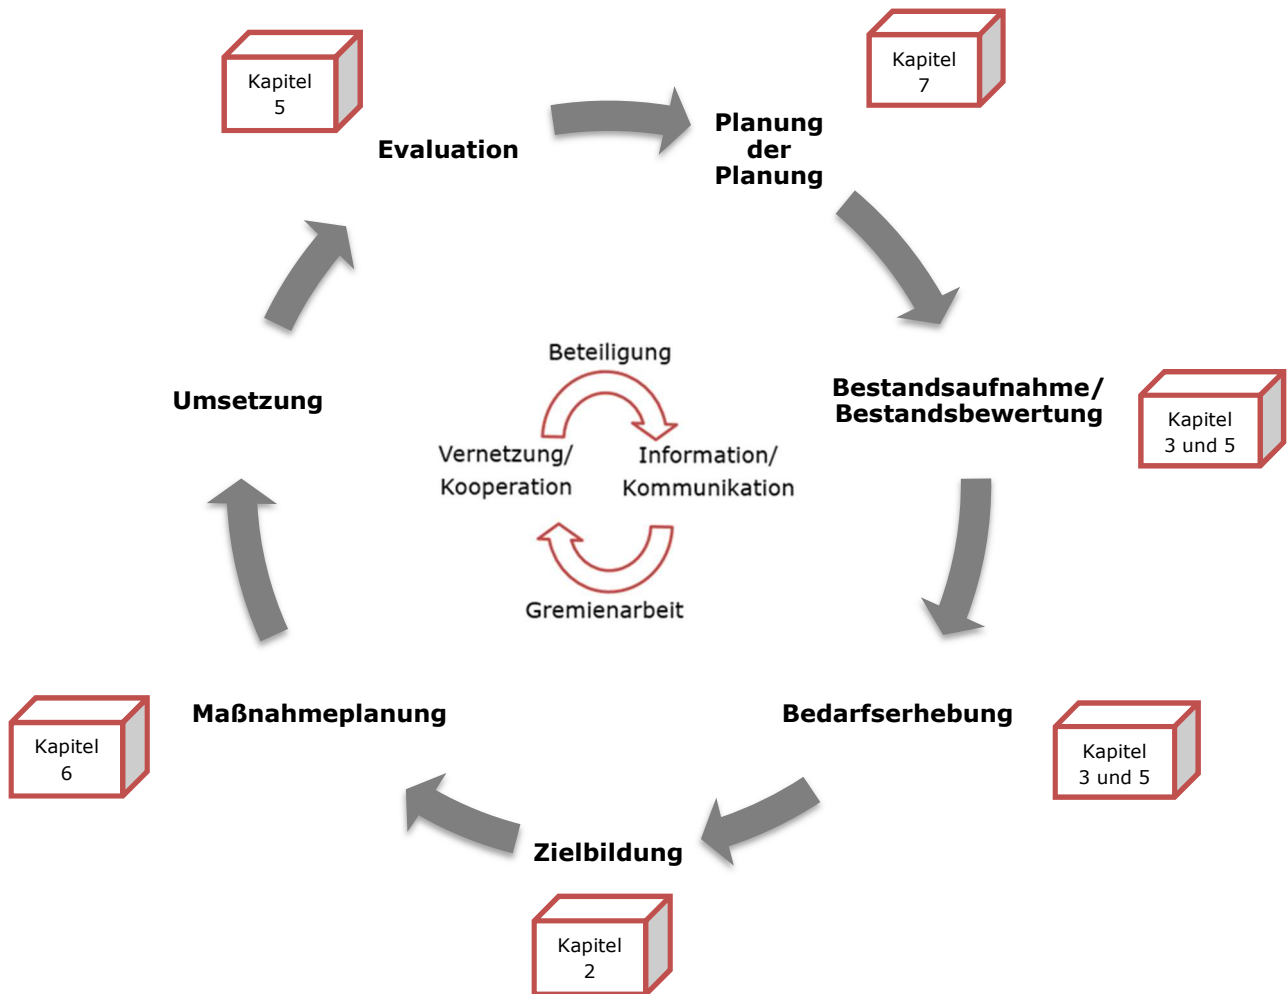 Kapitel
5
Evaluation
Planung
der
Planung
Kapitel
7
Bestandsaufnahme/
Bestandsbewertung
Kapitel
3 und 5
Bedarfserhebung
Kapitel
3 und 5
Zielbildung
Kapitel
2
Maßnahmeplanung
Kapitel
6
Umsetzung
Beteiligung
Vernetzung/
Kooperation
Information/
Kommunikation
Gremienarbeit